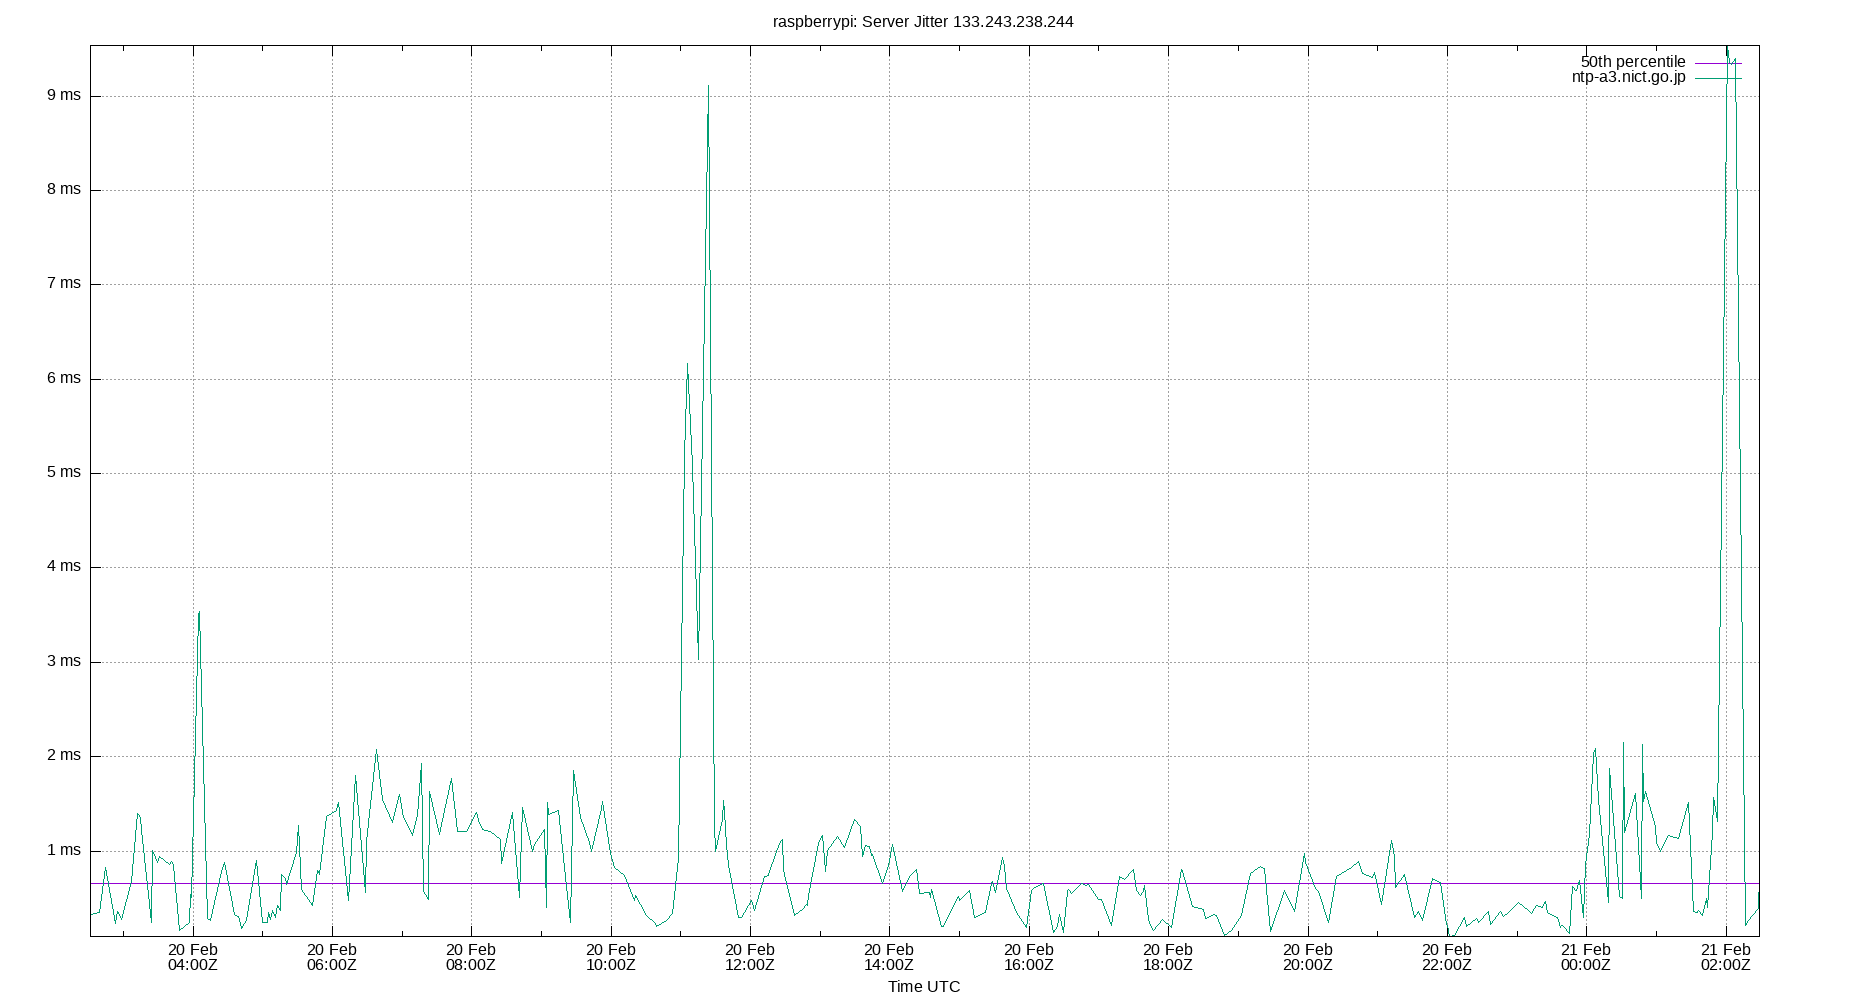 raspberrypi: Server Jitter 133.243.238.244
50th percentile
ntp-a3.nict.go.jp
9 ms
8 ms
7 ms
6 ms
5 ms
4 ms
3 ms
2 ms
1 ms
20 Feb 20 Feb 20 Feb 20 Feb 20 Feb 20 Feb 20 Feb 20 Feb 20 Feb 20 Feb 21 Feb 21 Feb
04:00Z 06:00Z 08:00Z 10:00Z 12:00Z 14:00Z 16:00Z 18:00Z 20:00Z 22:00Z 00:00Z 02:00Z
Time UTC